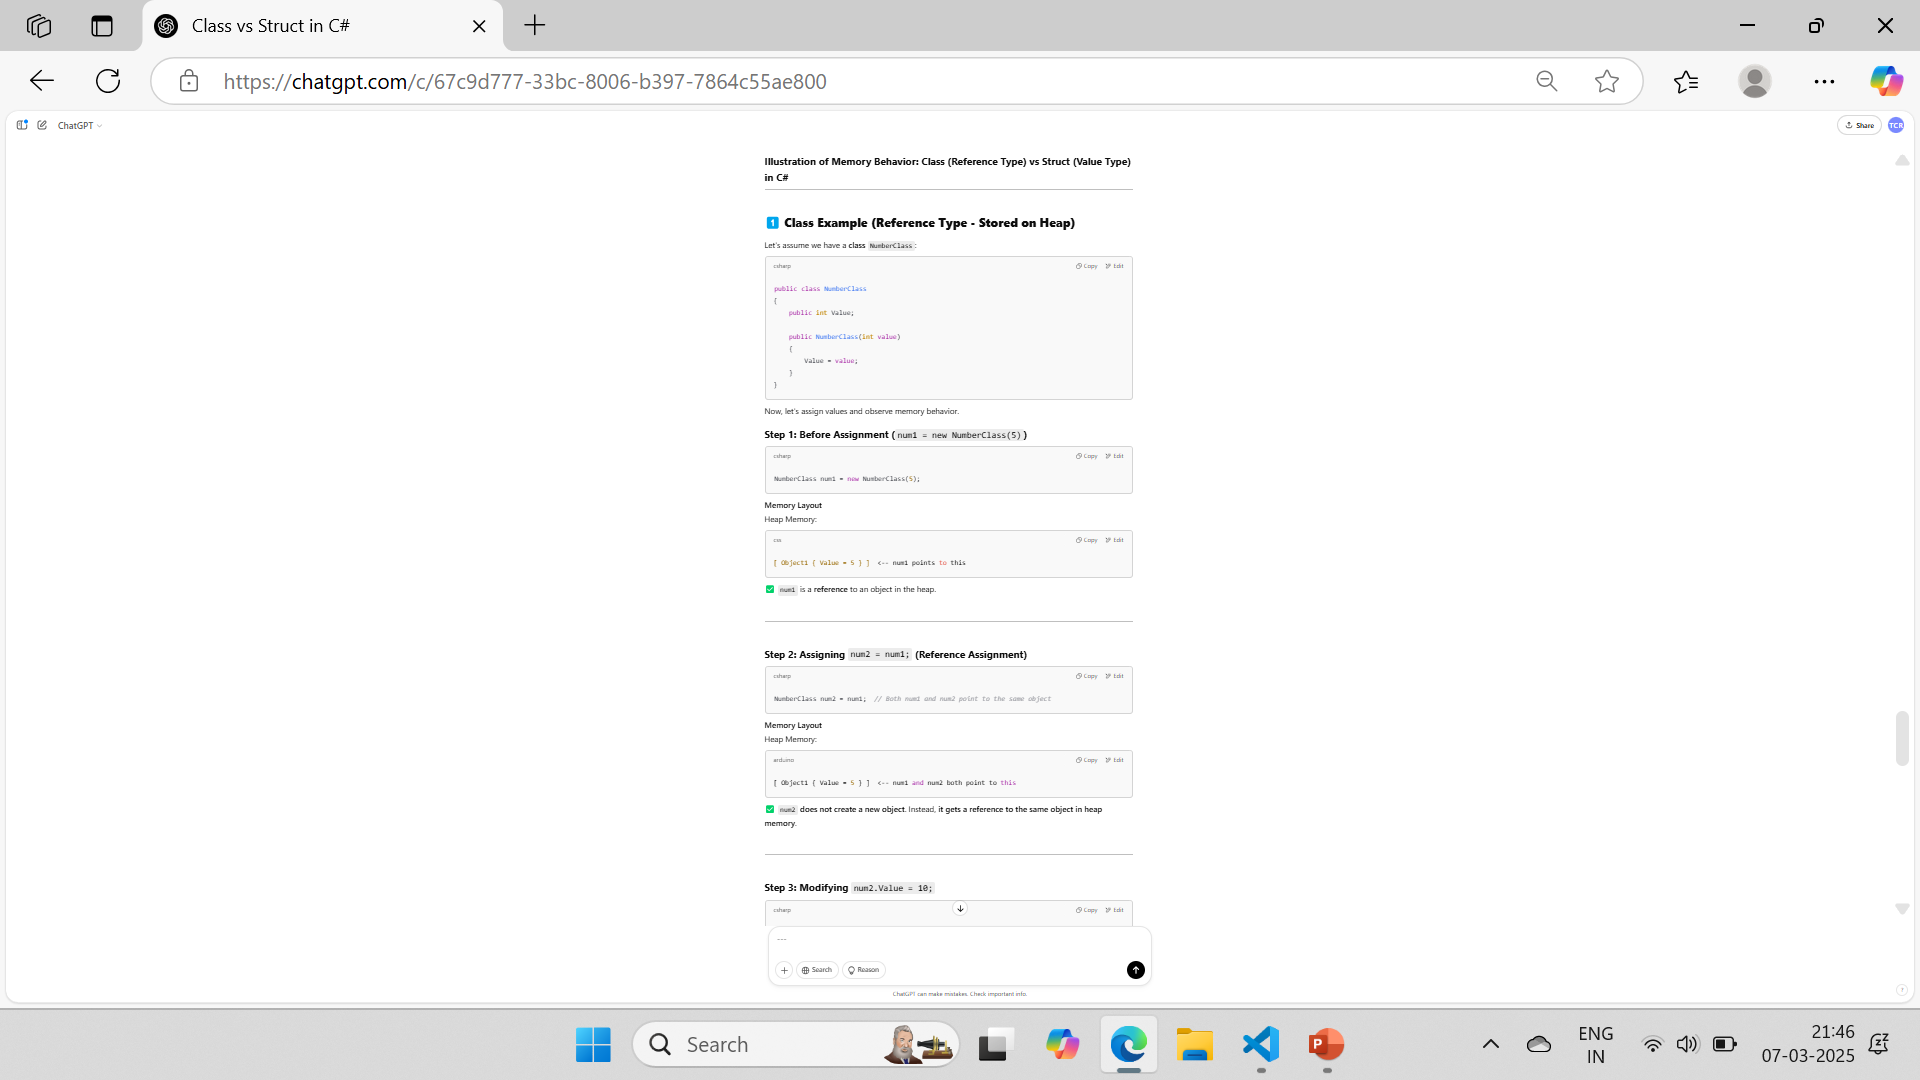 Class vs Struct in C#
https://chatgpt.com/c/67c9d777-33bc-8006-b397-7864c55ae800
ChatGPT
Share
TCR
Illustration of Memory Behavior: Class (Reference Type) vs Struct (Value Type)
in C#
1 Class Example (Reference Type - Stored on Heap)
Let's assume we have a class NumberClass:
csharp Copy Edit
public class NumberClass
{
public int Value;
public NumberClass(int value)
{
Value = value;
}
}
Now, let's assign values and observe memory behavior.
Step 1: Before Assignment (num1 = new NumberClass(5))
csharp Copy Edit
NumberClass num1 = new NumberClass(5);
Memory Layout
Heap Memory:
css Copy Edit
[ Object1 { Value = 5 } ] <-- num1 points to this
✅ num1 is a reference to an object in the heap.
Step 2: Assigning num2 = num1; (Reference Assignment)
csharp Copy Edit
NumberClass num2 = num1; // Both num1 and num2 point to the same object
Memory Layout
Heap Memory:
arduino Copy Edit
[ Object1 { Value = 5 } ] <-- num1 and num2 both point to this
✅ num2 does not create a new object. Instead, it gets a reference to the same object in heap
memory.
Step 3: Modifying num2.Value = 10;
csharp Copy Edit
---
Search Reason
ChatGPT can make mistakes. Check important info.
?
Search
P
ENG
IN
21:46
07-03-2025